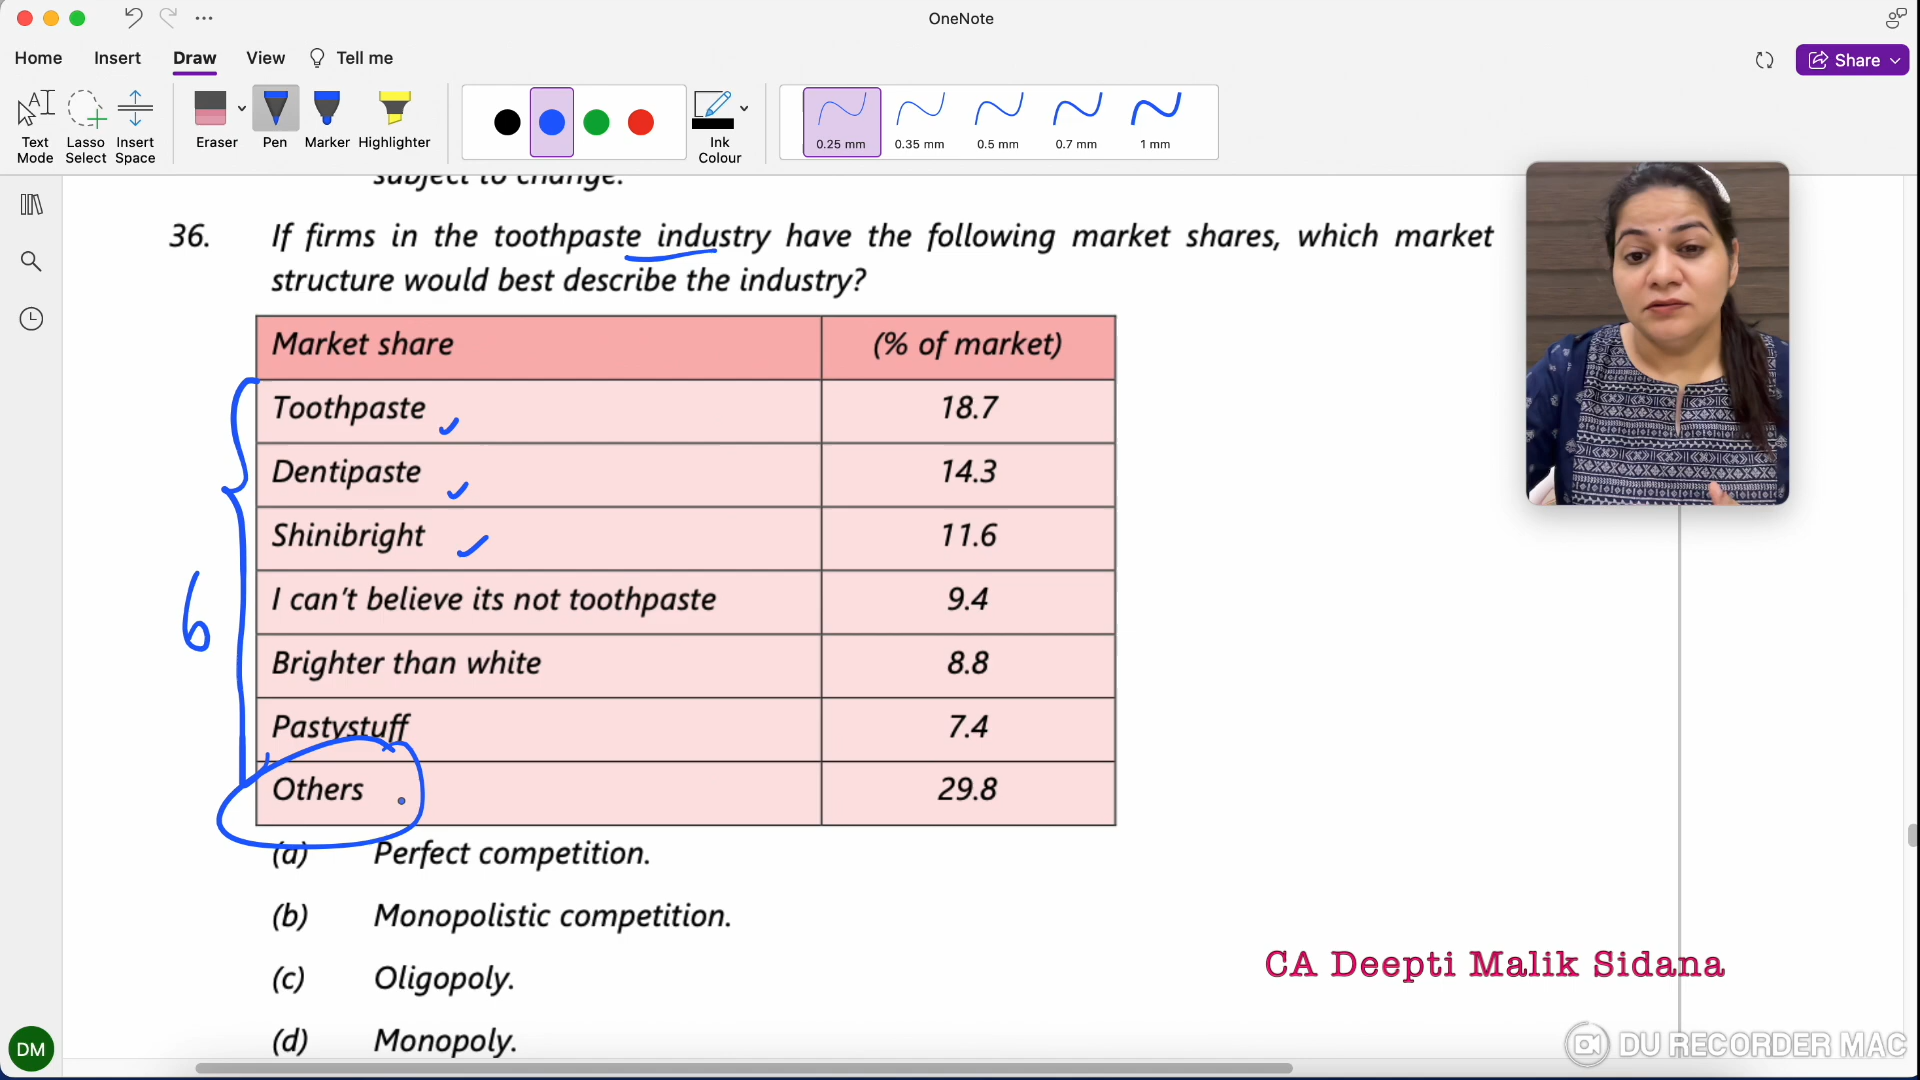 OneNote
Home Insert Draw View Tell me
Share
Text Mode
Lasso Select
Insert Space
Eraser
Pen
Marker
Highlighter
Ink Colour
0.25 mm
0.35 mm
0.5 mm
0.7 mm
1 mm
subject to change.
36. If firms in the toothpaste industry have the following market shares, which market
structure would best describe the industry?
Market share (% of market)
Toothpaste 18.7
Dentipaste 14.3
Shinibright 11.6
I can't believe its not toothpaste 9.4
Brighter than white 8.8
Pastystuff 7.4
Others 29.8
6
(a) Perfect competition.
(b) Monopolistic competition.
(c) Oligopoly.
(d) Monopoly.
CA Deepti Malik Sidana
DM
DU RECORDER MAC